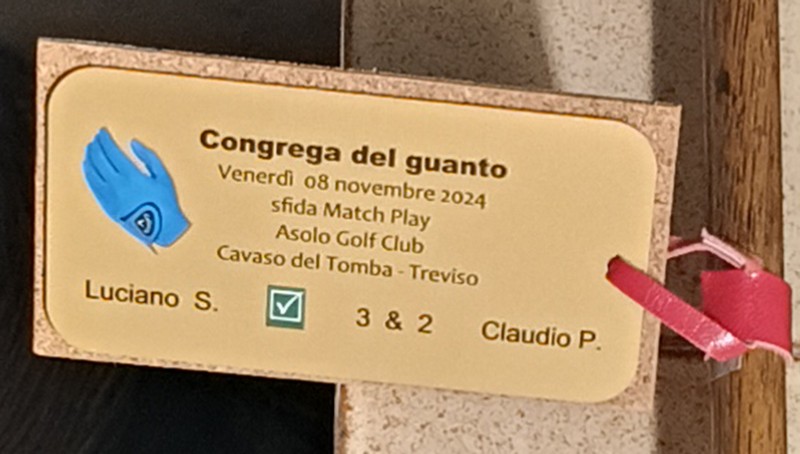 Congrega del guanto
Venerdì 08 novembre 2024
sfida Match Play
Asolo Golf Club
Cavaso del Tomba - Treviso
Luciano S. ☑ 3 & 2 Claudio P.